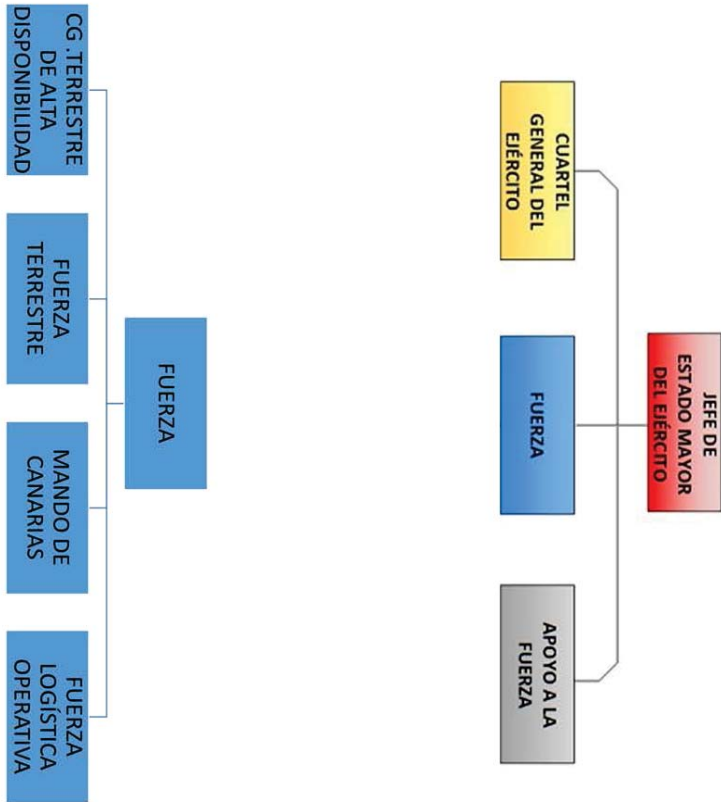 JEFE DE
ESTADO MAYOR
DEL EJÉRCITO
CUARTEL
GENERAL DEL
EJÉRCITO
FUERZA
APOYO A LA
FUERZA
FUERZA
CG .TERRESTRE
DE ALTA
DISPONIBILIDAD
FUERZA
TERRESTRE
MANDO DE
CANARIAS
FUERZA
LOGÍSTICA
OPERATIVA